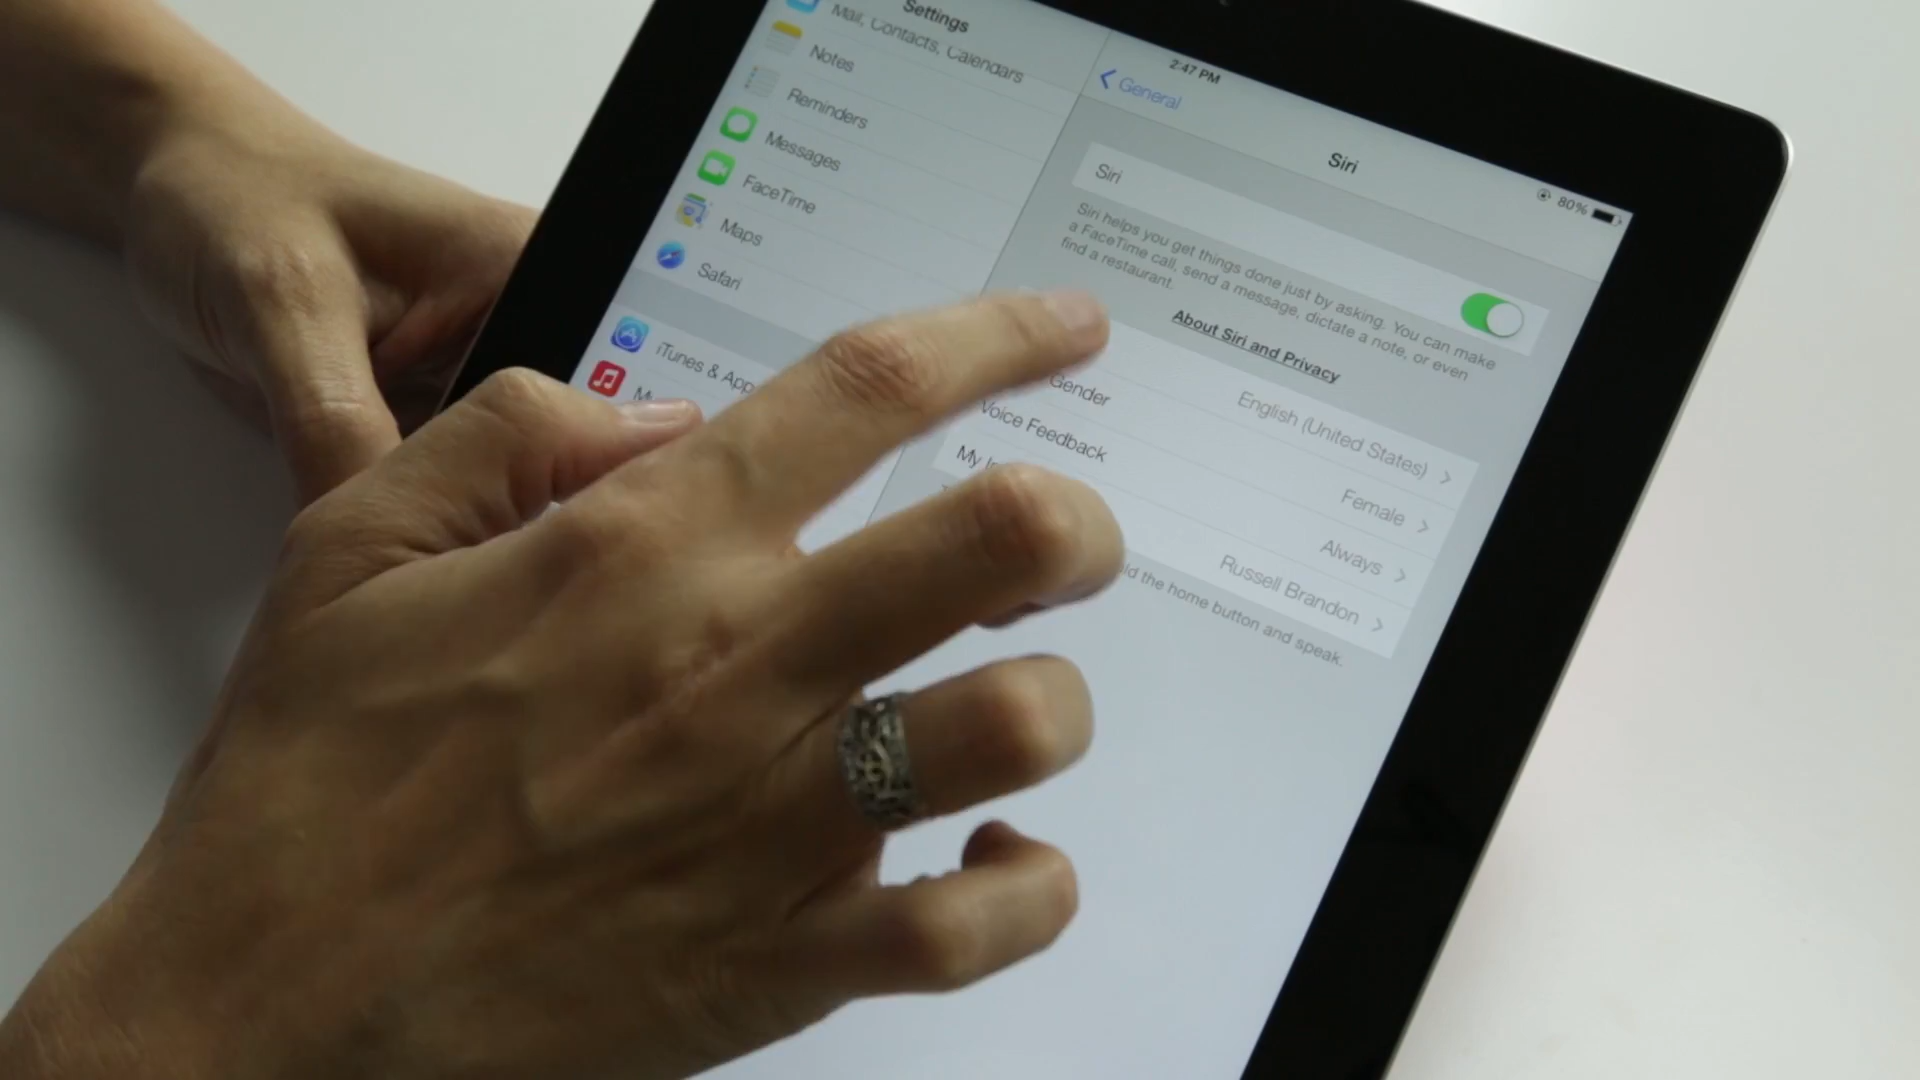 Settings
Mail, Contacts, Calendars
Notes
Reminders
Messages
FaceTime
Maps
Safari
iTunes & App
2:47 PM
80%
General
Siri
Siri
Siri helps you get things done just by asking. You can make
a FaceTime call, send a message, dictate a note, or even
find a restaurant.
About Siri and Privacy
English (United States)
Gender Female
Voice Feedback Always
My Russell Brandon
the home button and speak.